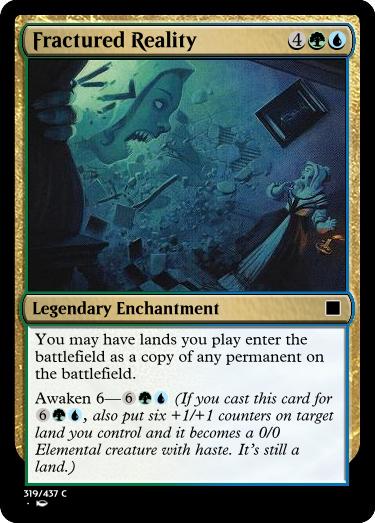 Fractured Reality 4
Legendary Enchantment
You may have lands you play enter the
battlefield as a copy of any permanent on
the battlefield.
Awaken 6—6 (If you cast this card for
6, also put six +1/+1 counters on target
land you control and it becomes a 0/0
Elemental creature with haste. It's still a
land.)
319/437 C